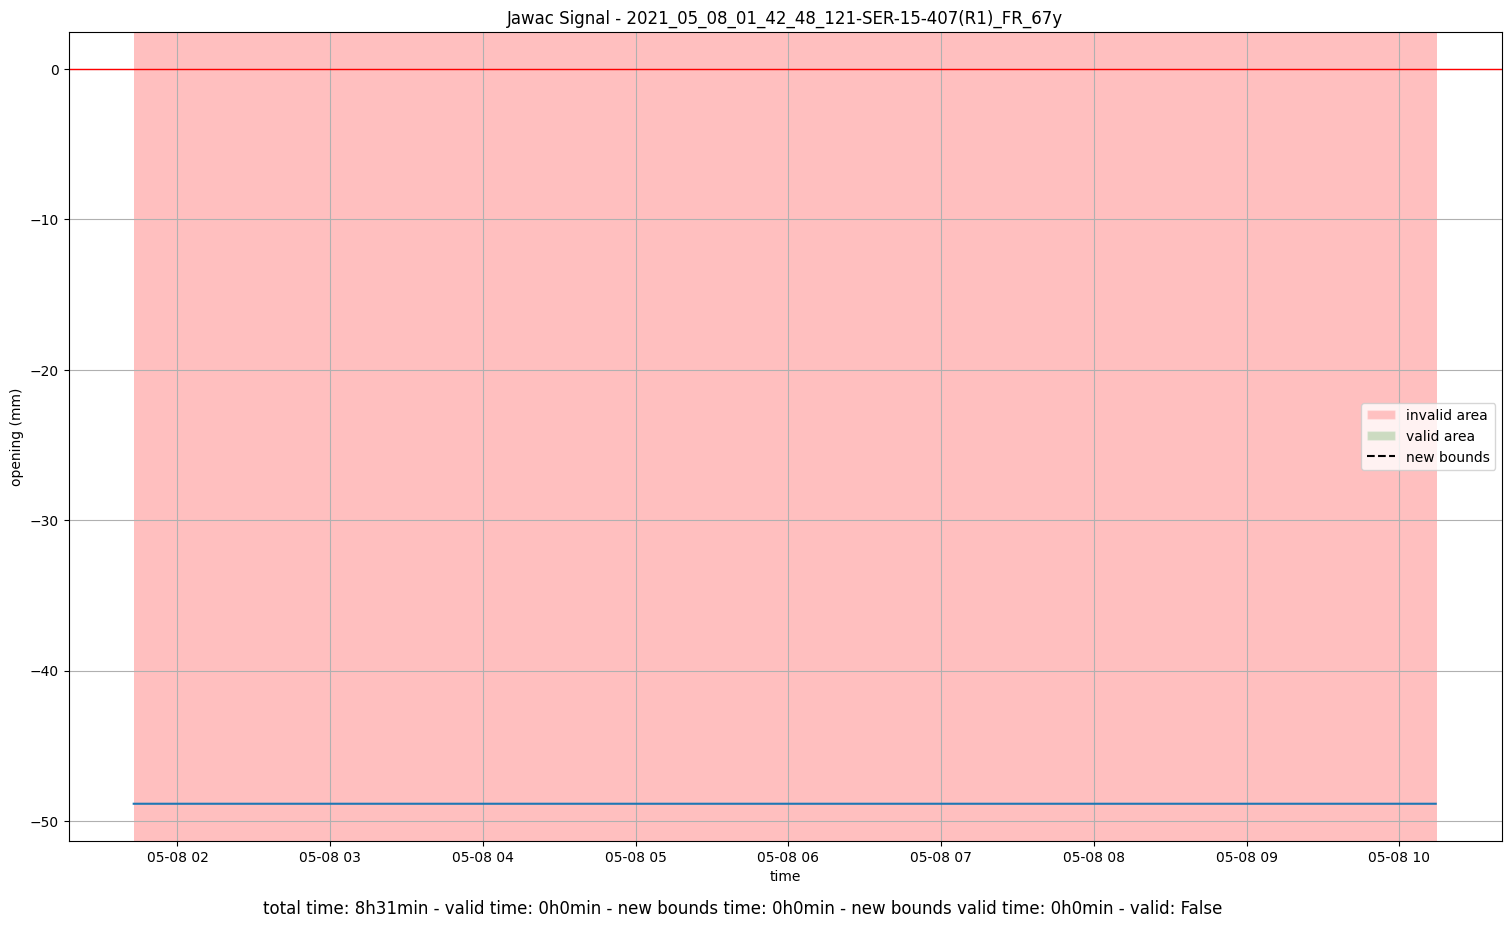 Jawac Signal - 2021_05_08_01_42_48_121-SER-15-407(R1)_FR_67y
0
−10
−20
−30
−40
−50
opening (mm)
invalid area
valid area
new bounds
05-08 02 05-08 03 05-08 04 05-08 05 05-08 06 05-08 07 05-08 08 05-08 09 05-08 10
time
total time: 8h31min - valid time: 0h0min - new bounds time: 0h0min - new bounds valid time: 0h0min - valid: False